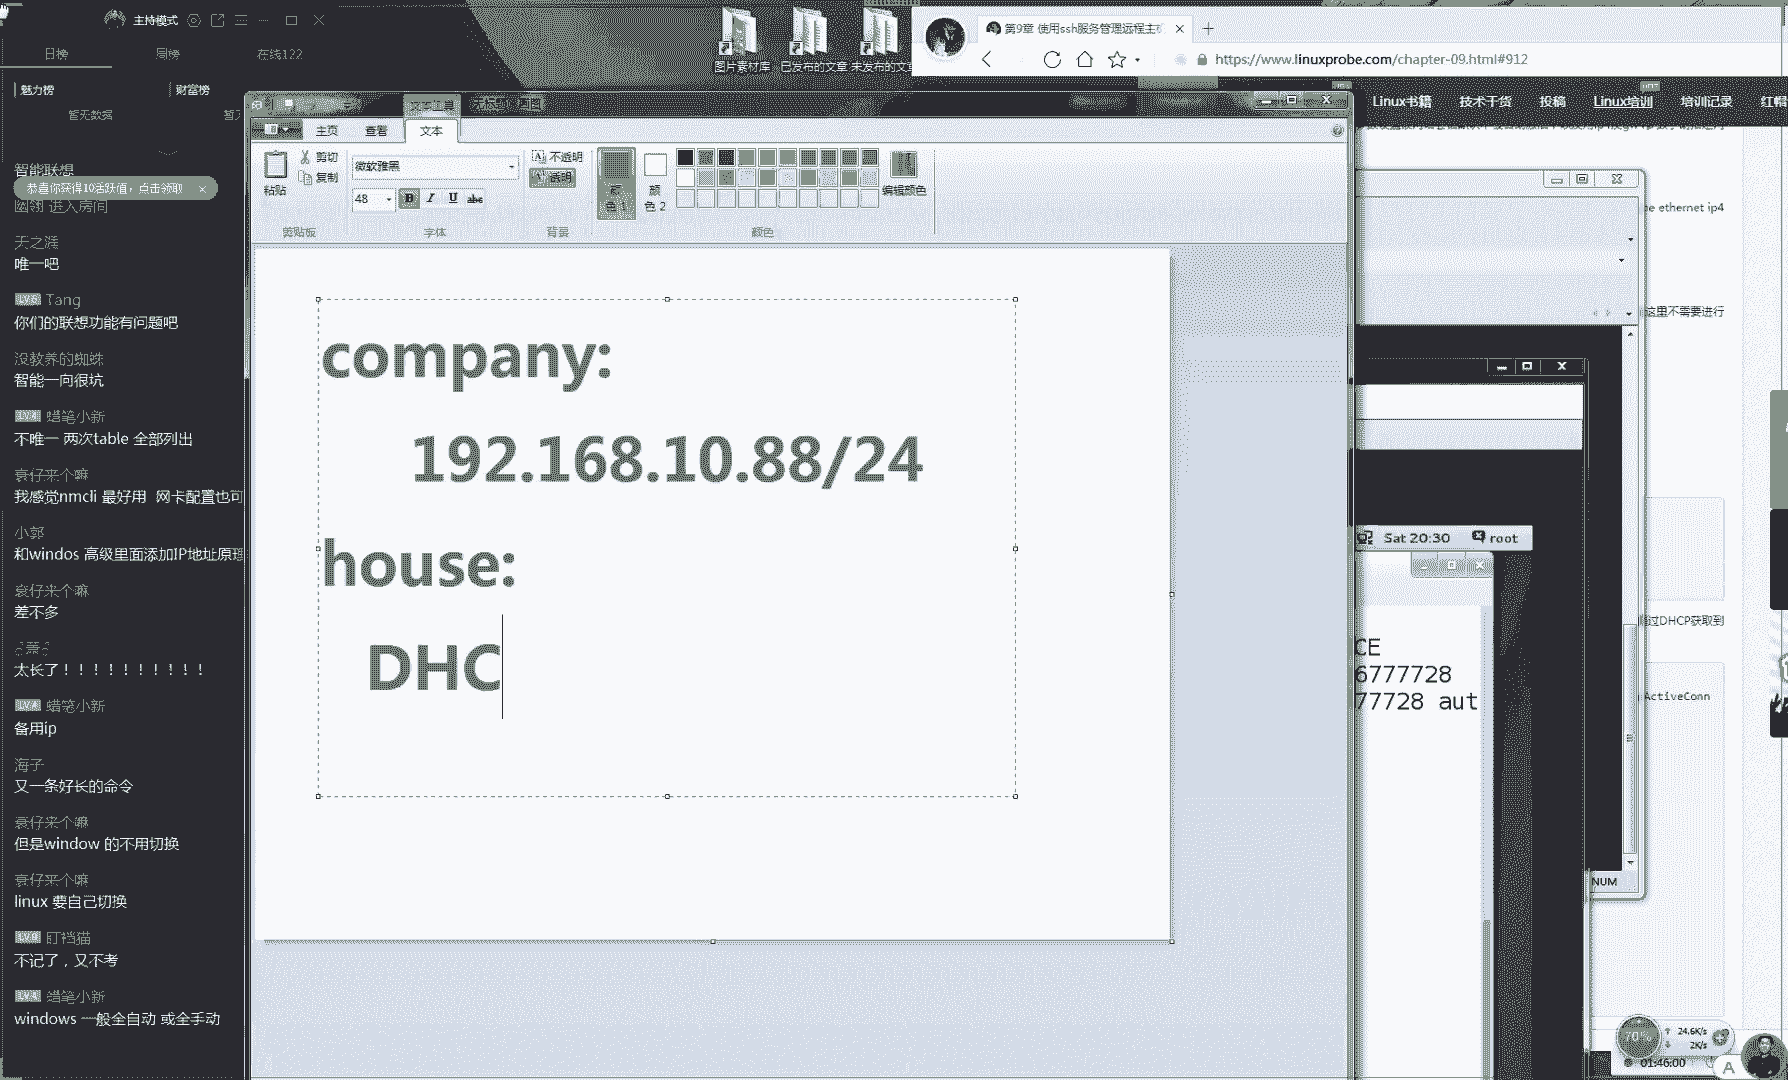 主持模式
日榜
周榜
在线122
魅力榜
财富榜
暂无数据
智能联想
恭喜你获得10活跃值，点击领取
幽翎 进入房间
天之涯
唯一吧
LV.6 Tang
你们的联想功能有问题吧
没教养的蜘蛛
智能一向很坑
LV.4 蜡笔小新
不唯一 两次table 全部列出
袁仔来个嘛
我感觉nmcli 最好用 网卡配置也可
小郭
和windos 高级里面添加IP地址原理
袁仔来个嘛
差不多
太长了！！！！！！！！！！
LV.4 蜡笔小新
备用ip
海子
又一条好长的命令
袁仔来个嘛
但是window 的不用切换
袁仔来个嘛
linux 要自己切换
盯裆猫
不记了，又不考
LV.4 蜡笔小新
windows 一般全自动 或全手动
图片素材库
已发布的文章
未发布的文章
第9章 使用ssh服务管理远程主机
https://www.linuxprobe.com/chapter-09.html#912
Linux书籍
技术干货
投稿
Linux培训
培训记录
红帽
文本工具
无标题 - 画图
主页
查看
文本
粘贴
剪切
复制
剪贴板
微软雅黑
48
B I U abc
字体
不透明
透明
背景
颜色 1
颜色 2
编辑颜色
颜色
company:
192.168.10.88/24
house:
DHC
pe ethernet ip4
这里不需要进行
Sat 20:30
root
通过DHCP获取到
CE
6777728
77728 aut
ActiveConn
NUM
70%
24.6K/s
2K/s
01:46:00
A